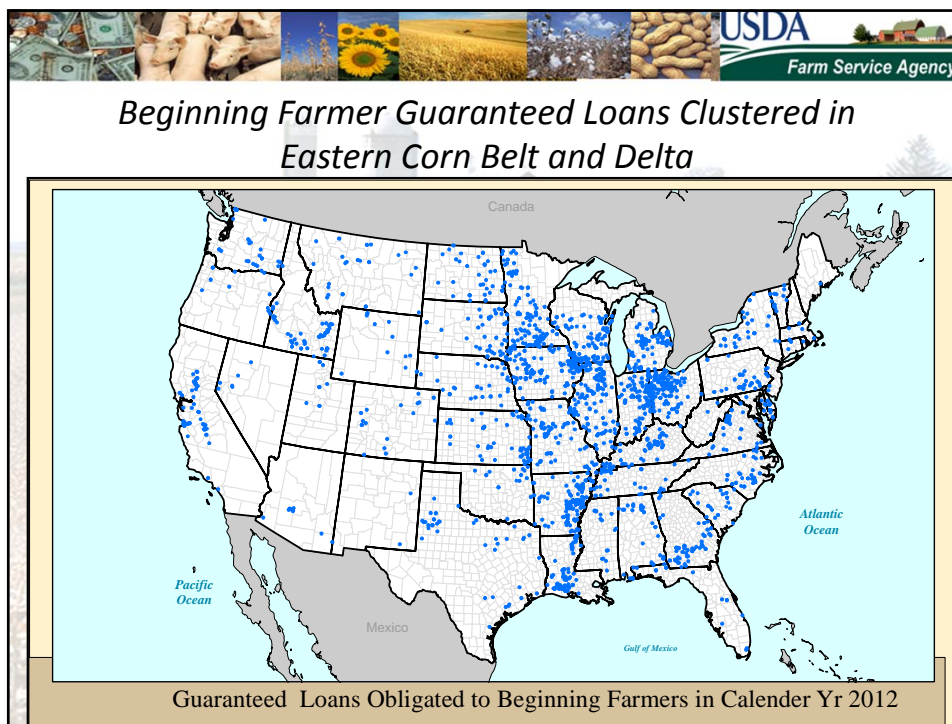 USDA
Farm Service Agency
Beginning Farmer Guaranteed Loans Clustered in
Eastern Corn Belt and Delta
Canada
Atlantic
Ocean
Pacific
Ocean
Mexico
Gulf of Mexico
Guaranteed Loans Obligated to Beginning Farmers in Calender Yr 2012